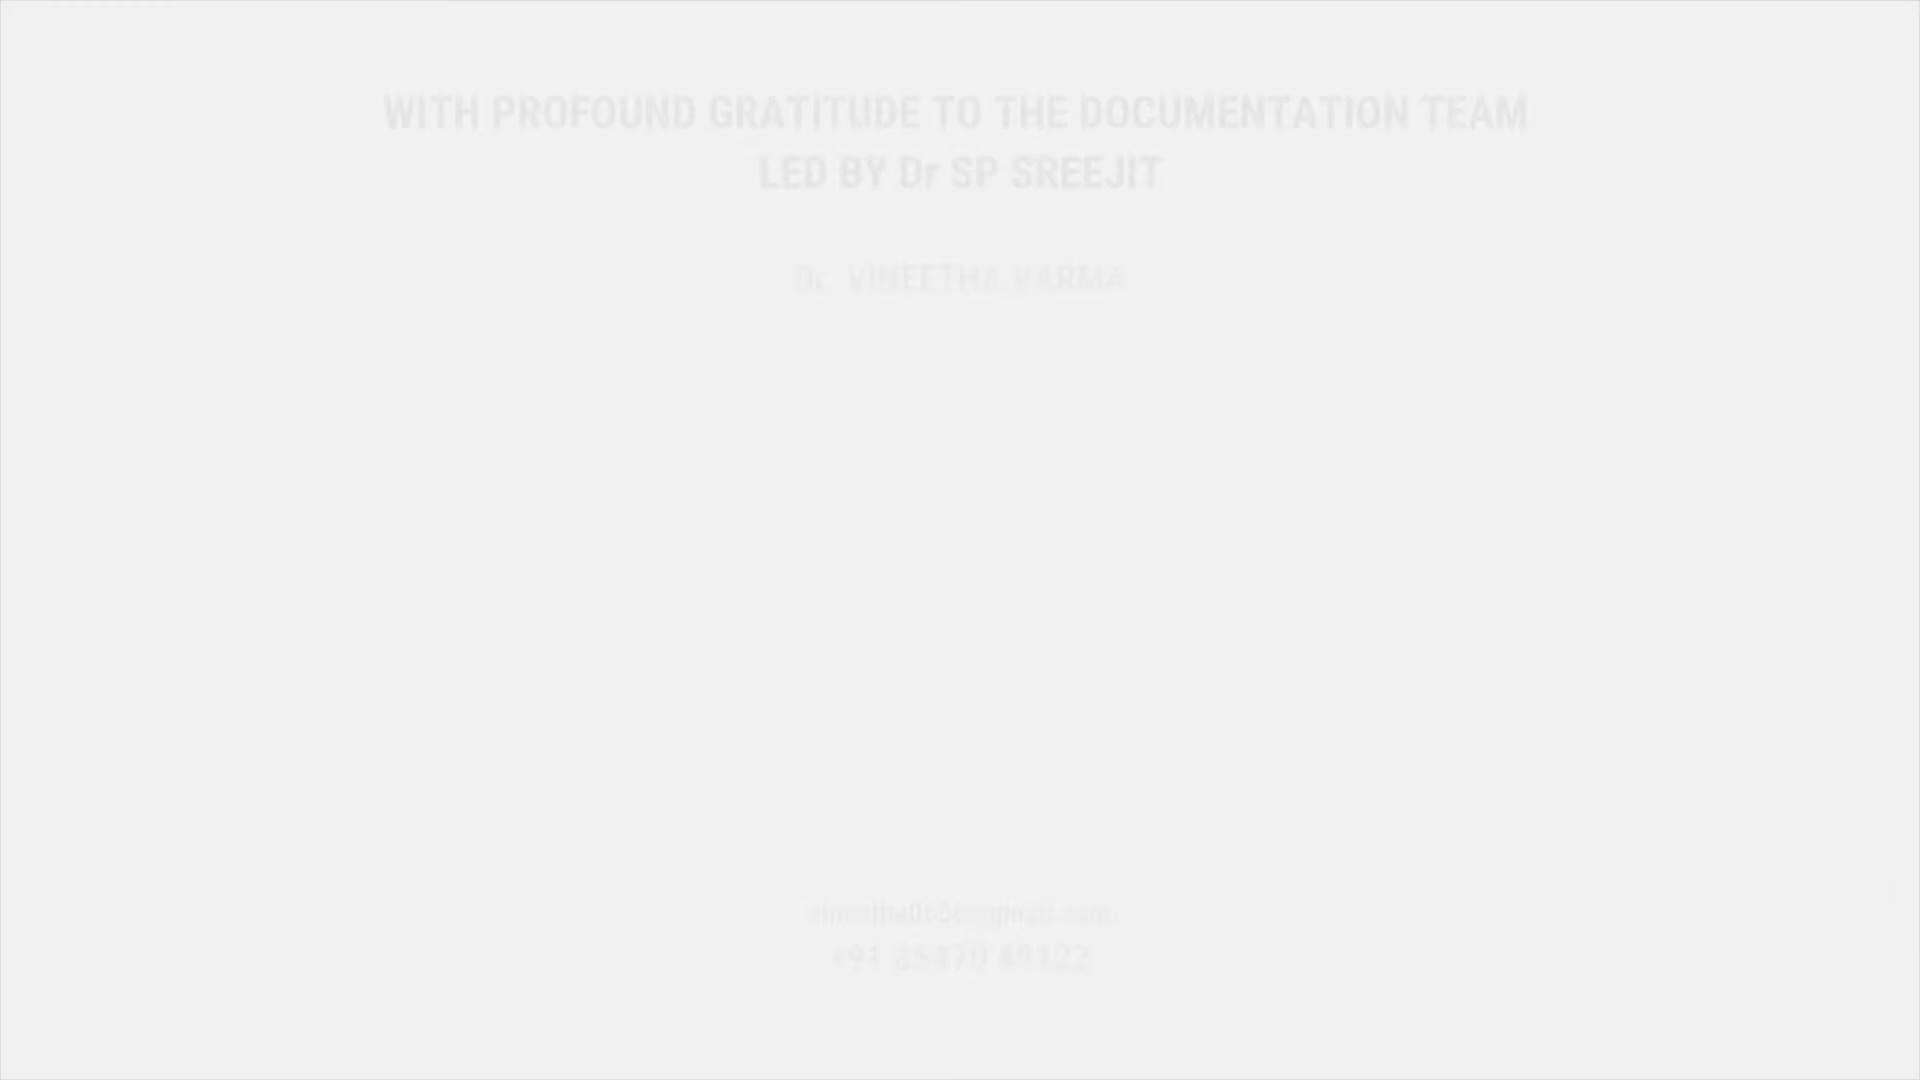 WITH PROFOUND GRATITUDE TO THE DOCUMENTATION TEAM
LED BY Dr SP SREEJIT
Dr. VINEETHA VARMA